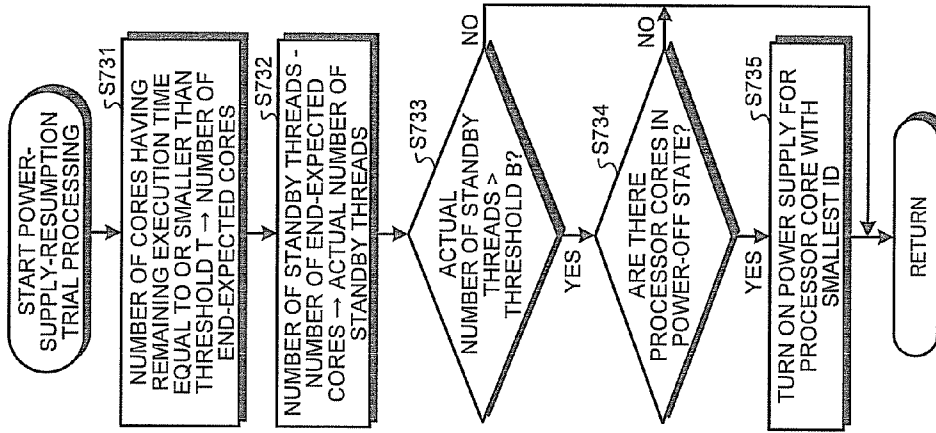 START POWER-
SUPPLY-RESUMPTION
TRIAL PROCESSING
S731
NUMBER OF CORES HAVING
REMAINING EXECUTION TIME
EQUAL TO OR SMALLER THAN
THRESHOLD T → NUMBER OF
END-EXPECTED CORES
S732
NUMBER OF STANDBY THREADS -
NUMBER OF END-EXPECTED
CORES → ACTUAL NUMBER OF
STANDBY THREADS
S733
ACTUAL
NUMBER OF STANDBY
THREADS >
THRESHOLD B?
NO
YES
S734
ARE THERE
PROCESSOR CORES IN
POWER-OFF STATE?
NO
YES
S735
TURN ON POWER SUPPLY FOR
PROCESSOR CORE WITH
SMALLEST ID
RETURN